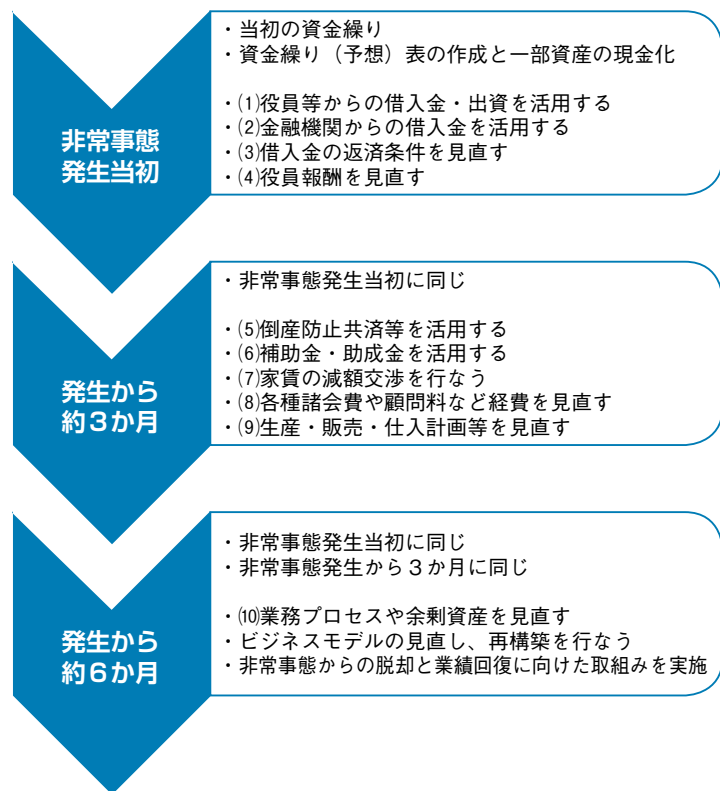 非常事態
発生当初
・当初の資金繰り
・資金繰り（予想）表の作成と一部資産の現金化
・⑴役員等からの借入金・出資を活用する
・⑵金融機関からの借入金を活用する
・⑶借入金の返済条件を見直す
・⑷役員報酬を見直す
発生から
約３か月
・非常事態発生当初に同じ
・⑸倒産防止共済等を活用する
・⑹補助金・助成金を活用する
・⑺家賃の減額交渉を行なう
・⑻各種諸会費や顧問料など経費を見直す
・⑼生産・販売・仕入計画等を見直す
発生から
約６か月
・非常事態発生当初に同じ
・非常事態発生から３か月に同じ
・⑽業務プロセスや余剰資産を見直す
・ビジネスモデルの見直し、再構築を行なう
・非常事態からの脱却と業績回復に向けた取組みを実施